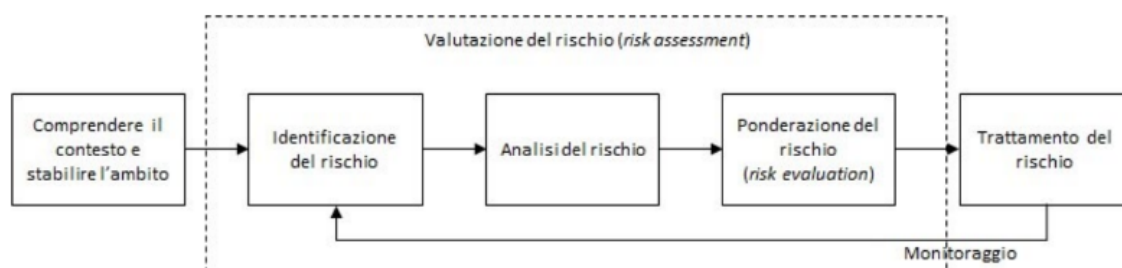 Valutazione del rischio (risk assessment)
Comprendere il
contesto e
stabilire l'ambito
Identificazione
del rischio
Analisi del rischio
Ponderazione del
rischio
(risk evaluation)
Trattamento del
rischio
Monitoraggio